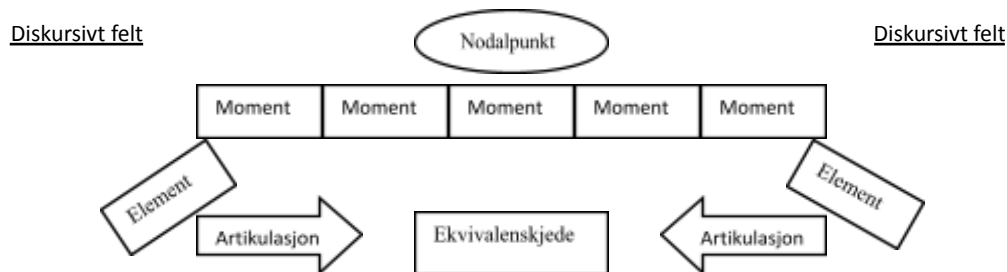 Diskursivt felt
Nodalpunkt
Diskursivt felt
Moment
Moment
Moment
Moment
Moment
Element
Element
Artikulasjon
Ekvivalenskjede
Artikulasjon